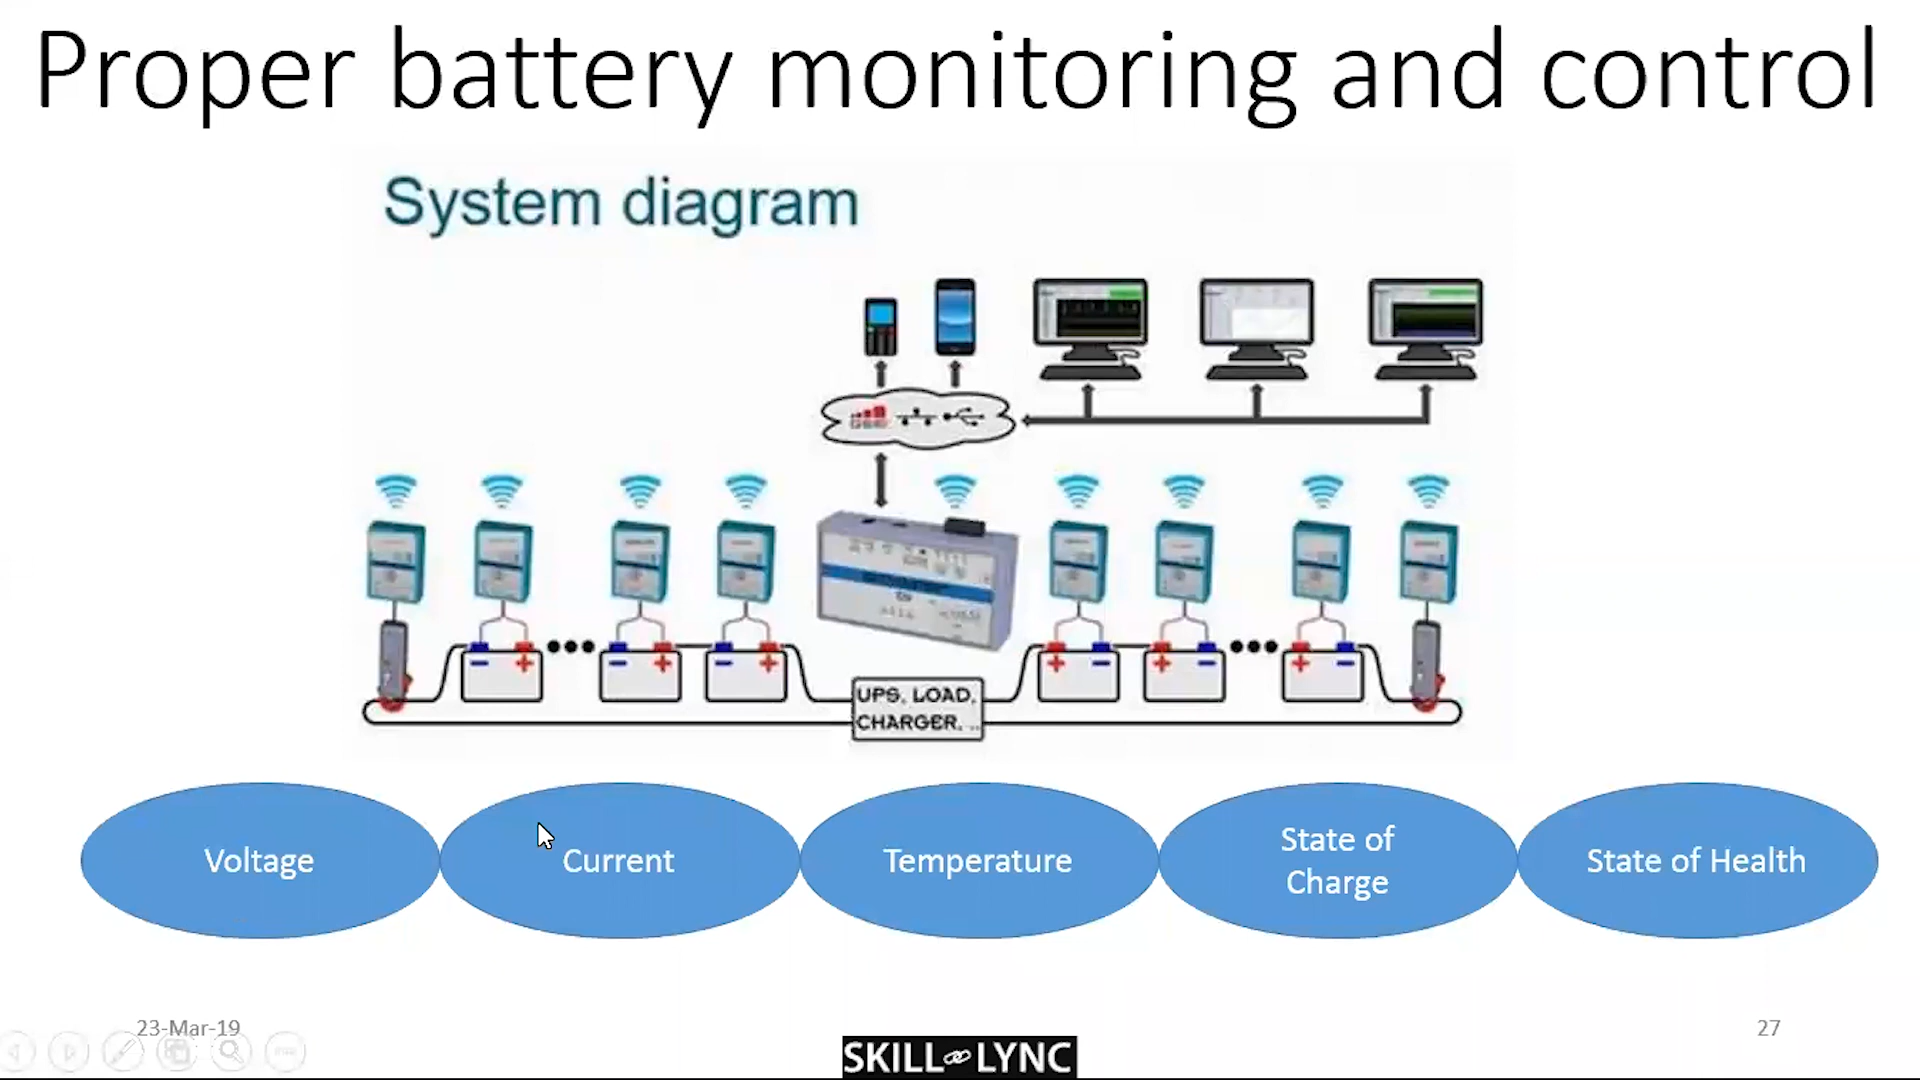 Proper battery monitoring and control
System diagram
UPS, LOAD,
CHARGER, ..
Voltage
Current
Temperature
State of
Charge
State of Health
23-Mar-19
SKILL LYNC
27